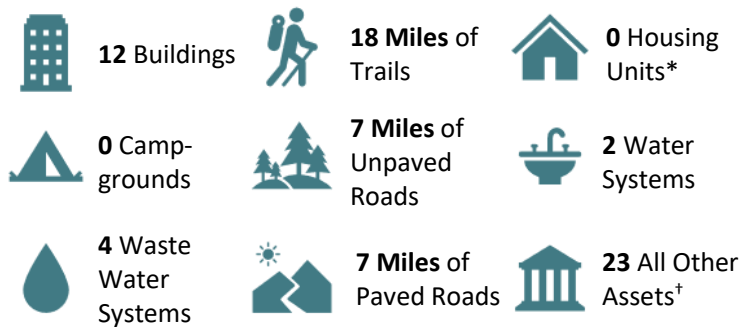 12 Buildings
18 Miles of
Trails
0 Housing
Units*
0 Camp-
grounds
7 Miles of
Unpaved
Roads
2 Water
Systems
4 Waste
Water
Systems
7 Miles of
Paved Roads
23 All Other
Assets†